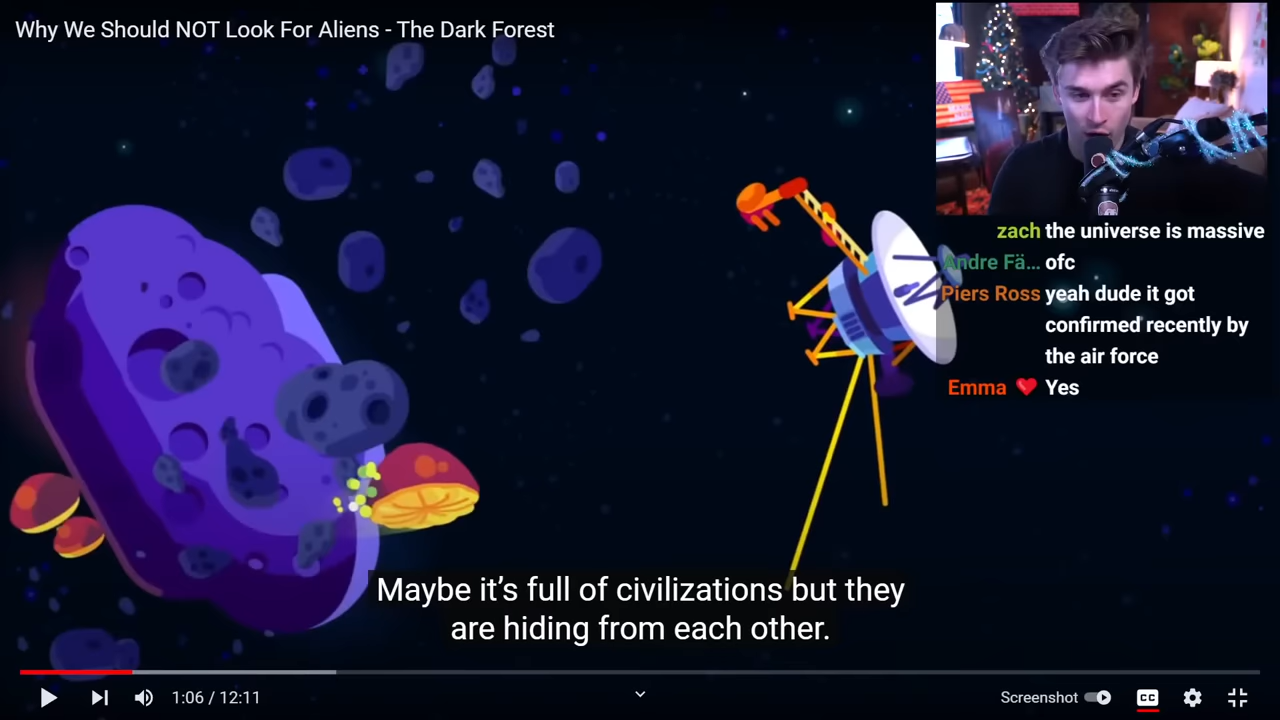 Why We Should NOT Look For Aliens - The Dark Forest
zach the universe is massive
Andre Fä... ofc
Piers Ross yeah dude it got
confirmed recently by
the air force
Emma ❤️ Yes
Maybe it’s full of civilizations but they
are hiding from each other.
1:06 / 12:11
Screenshot
CC